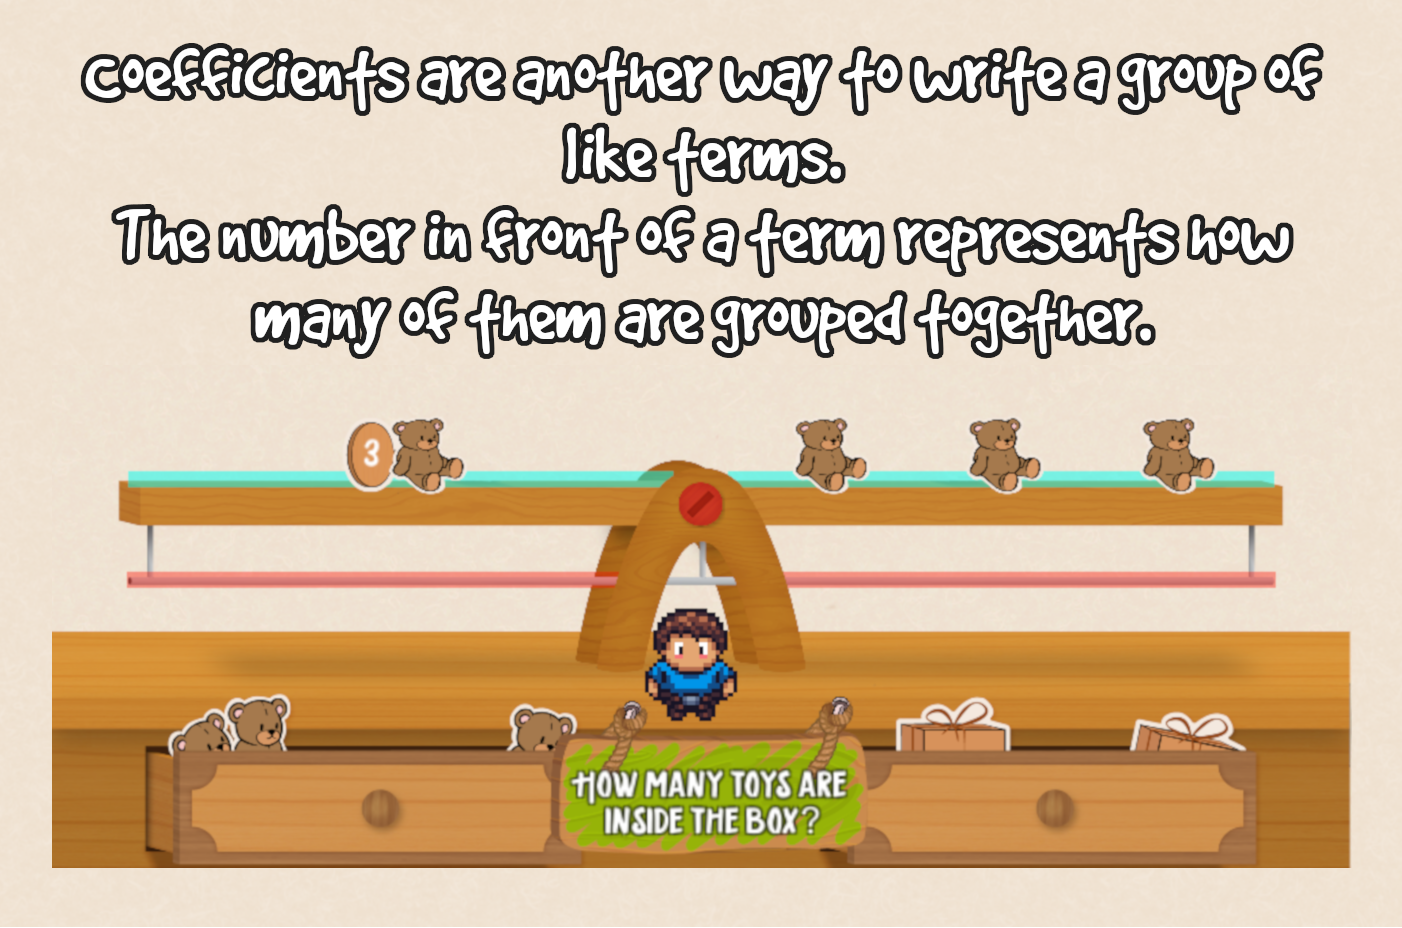 Coefficients are another way to write a group of
like terms.
The number in front of a term represents how
many of them are grouped together.
3
HOW MANY TOYS ARE
INSIDE THE BOX?